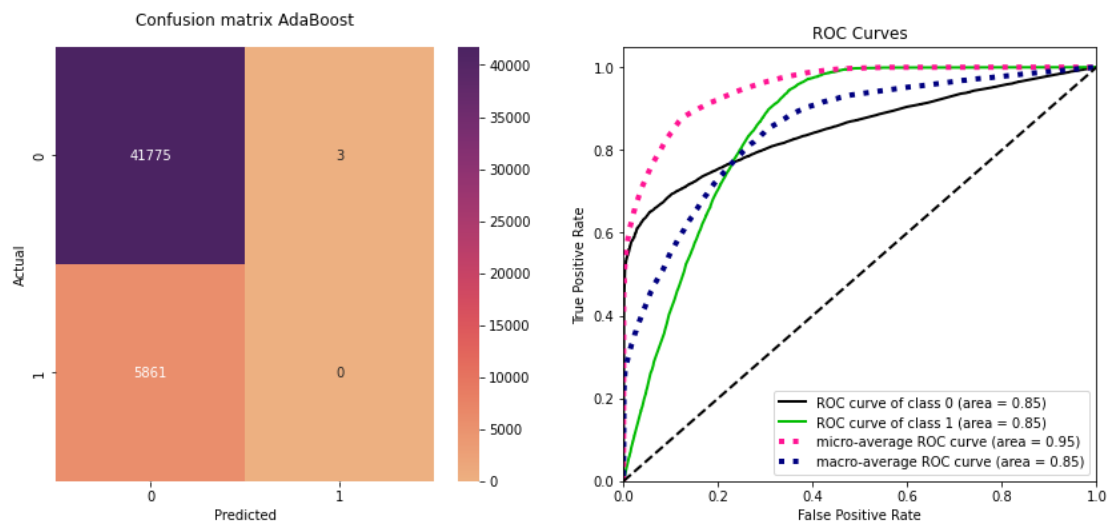 Confusion matrix AdaBoost
41775
3
5861
0
0
1
Actual
0
1
Predicted
40000
35000
30000
25000
20000
15000
10000
5000
0
ROC Curves
1.0
0.8
0.6
0.4
0.2
0.0
True Positive Rate
0.0
0.2
0.4
0.6
0.8
1.0
False Positive Rate
ROC curve of class 0 (area = 0.85)
ROC curve of class 1 (area = 0.85)
micro-average ROC curve (area = 0.95)
macro-average ROC curve (area = 0.85)